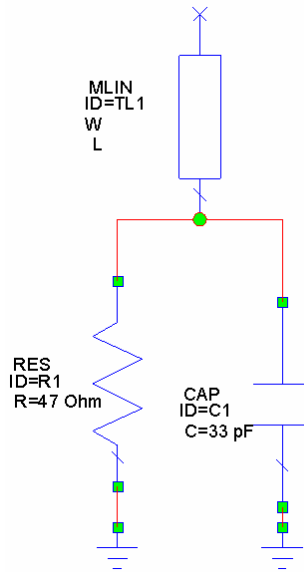 MLIN
ID=TL1
W
L
RES
ID=R1
R=47 Ohm
CAP
ID=C1
C=33 pF